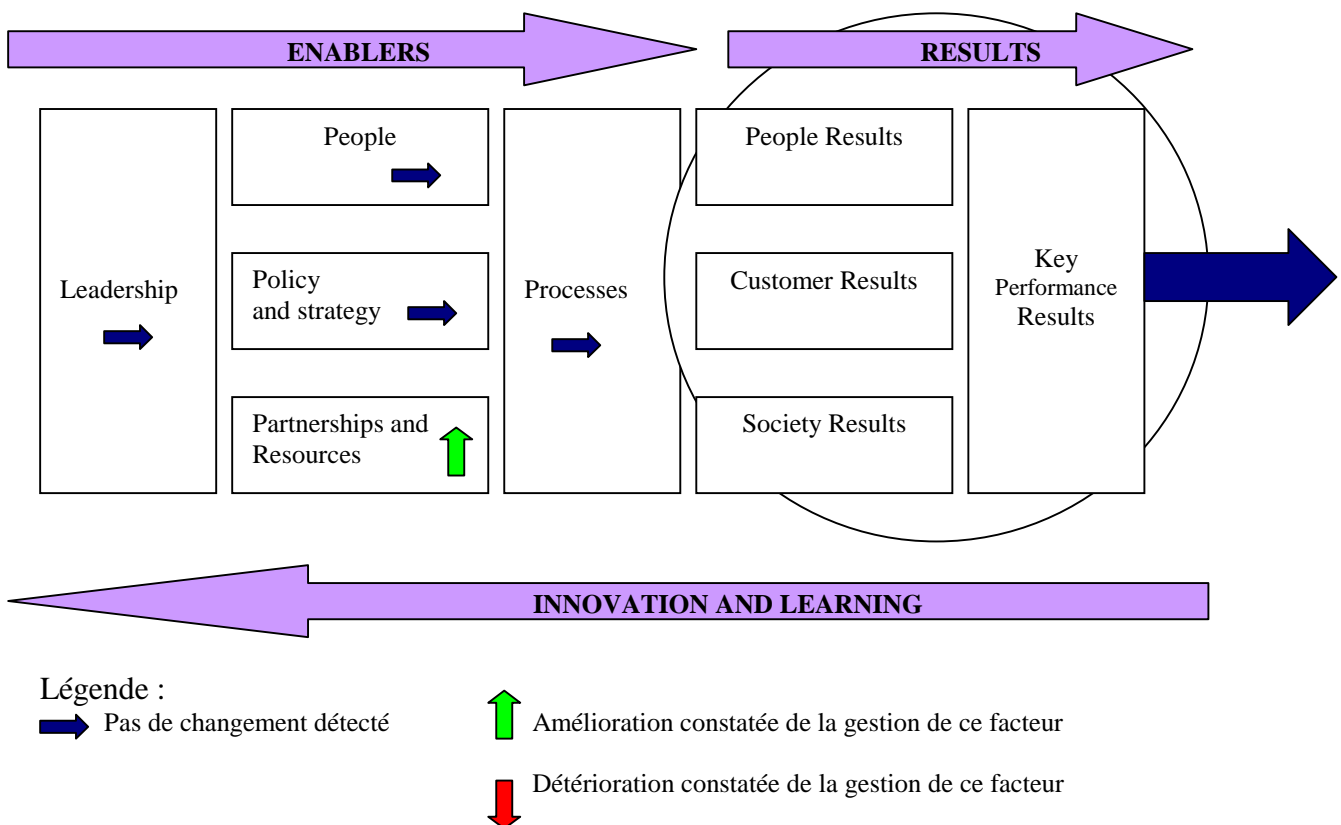 ENABLERS
RESULTS
People
People Results
Leadership
Policy
and strategy
Processes
Customer Results
Key
Performance
Results
Partnerships and
Resources
Society Results
INNOVATION AND LEARNING
Légende :
Pas de changement détecté
Amélioration constatée de la gestion de ce facteur
Détérioration constatée de la gestion de ce facteur